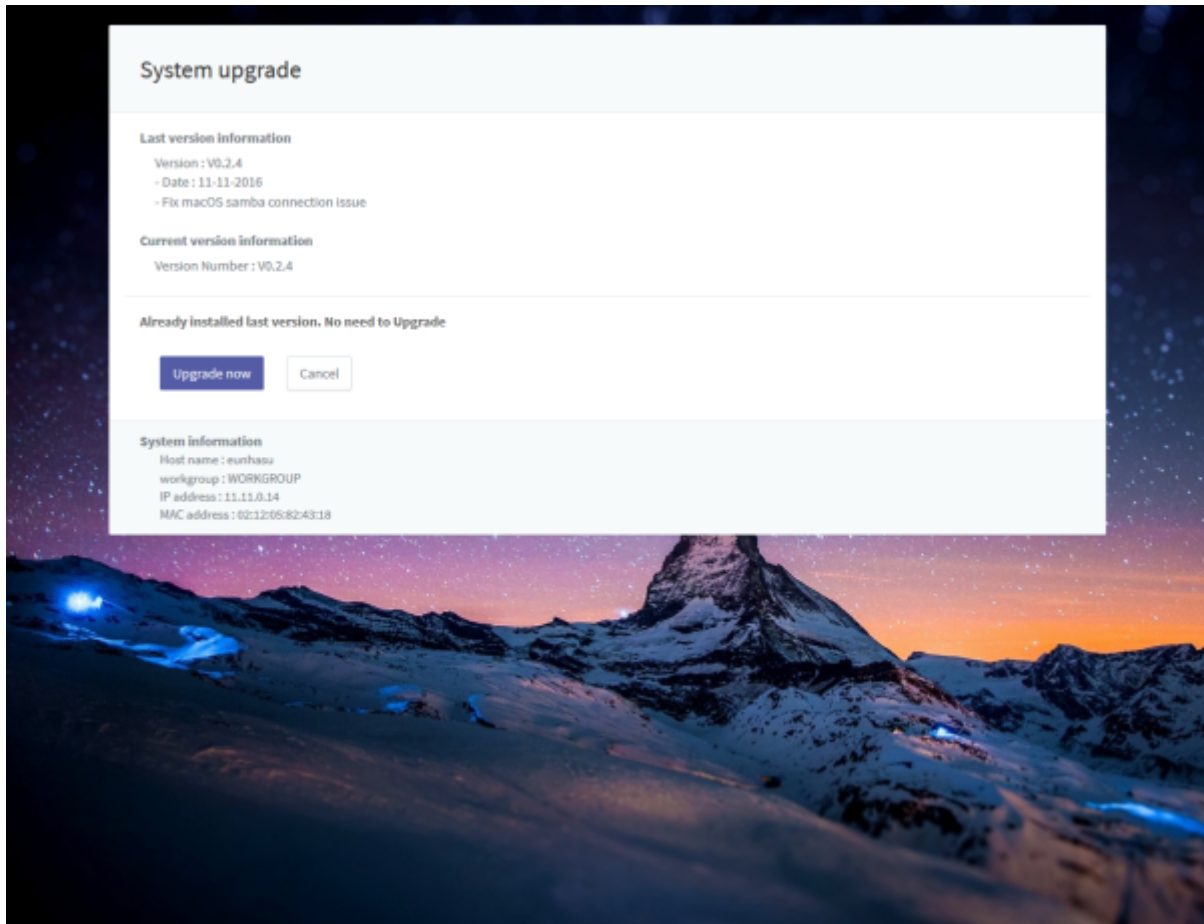 System upgrade
Last version information
Version : V0.2.4
- Date : 11-11-2016
- Fix macOS samba connection issue
Current version information
Version Number : V0.2.4
Already installed last version. No need to Upgrade
Upgrade now
Cancel
System information
Host name : eunhasu
workgroup : WORKGROUP
IP address : 11.11.0.14
MAC address : 02:12:05:82:43:18